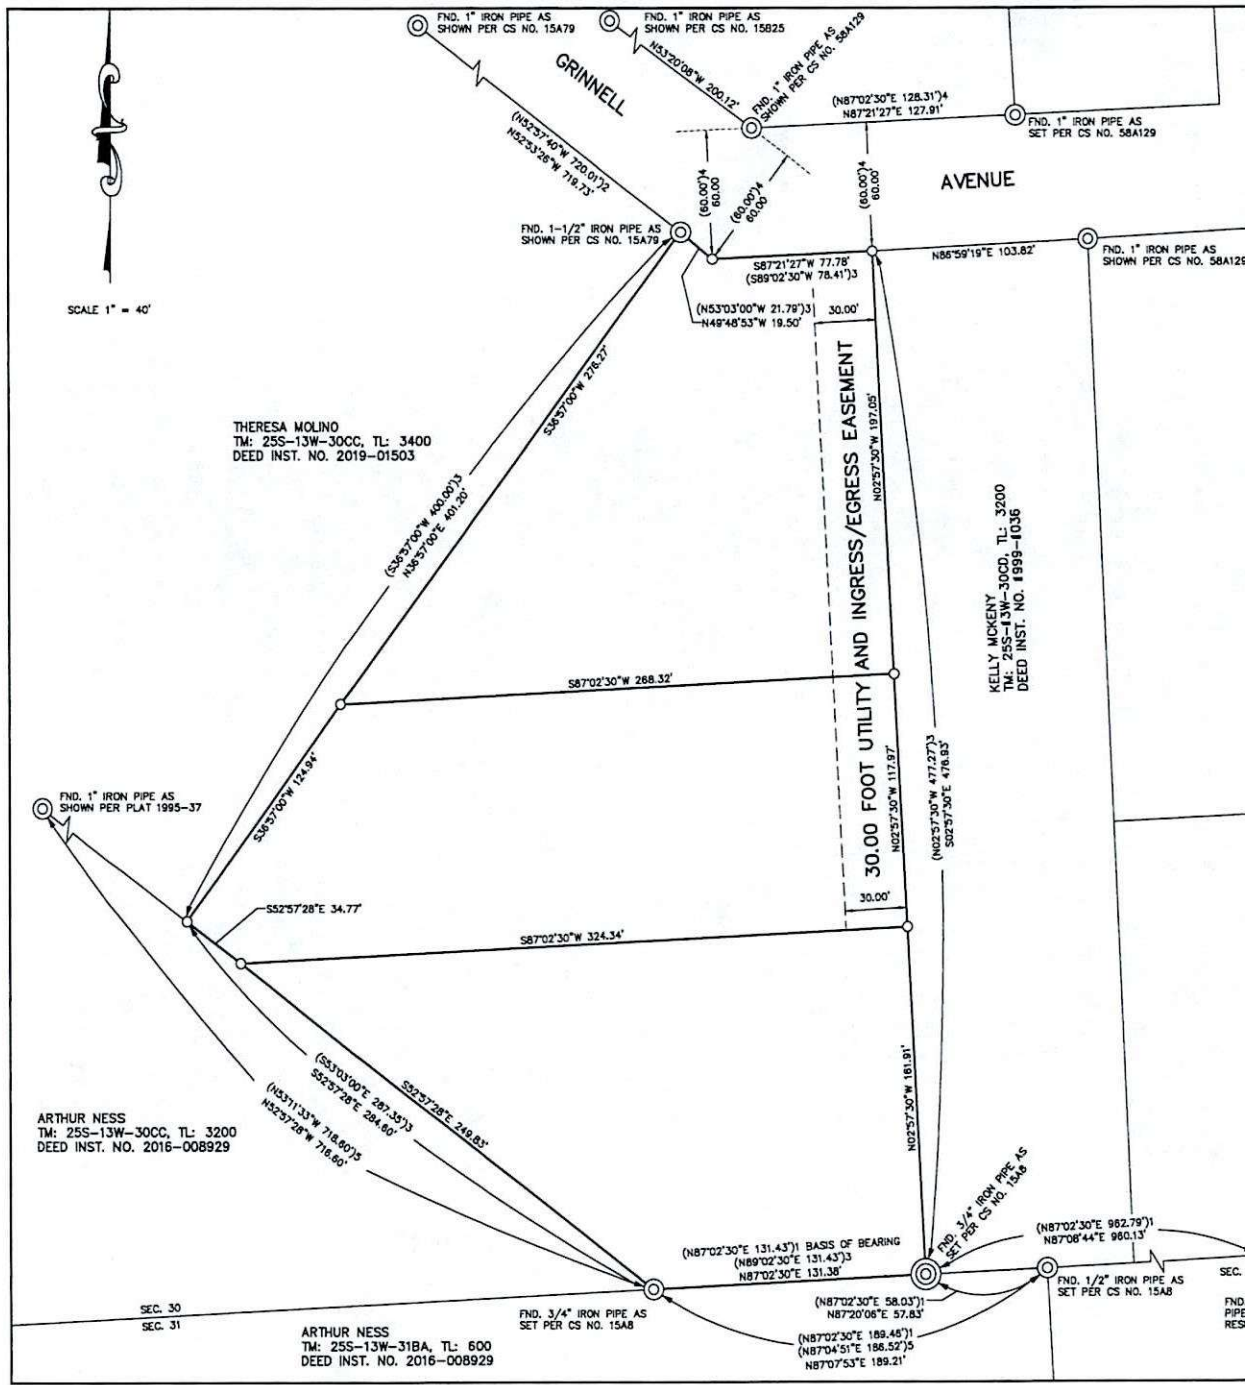 FND. 1" IRON PIPE AS
SHOWN PER CS NO. 15A79
FND. 1" IRON PIPE AS
SHOWN PER CS NO. 15B25
FND. 1" IRON PIPE AS
SHOWN PER CS NO. 58A129
GRINNELL
N53°20'08"W 200.12'
(N87°02'30"E 128.31')4
N87°21'27"E 127.91'
FND. 1" IRON PIPE AS
SET PER CS NO. 58A129
(N52°57'40"W 720.01')2
N52°53'26"W 719.73'
(60.00')4
60.00
(60.00')4
60.00'
(60.00')4
60.00'
AVENUE
FND. 1-1/2" IRON PIPE AS
SHOWN PER CS NO. 15A79
S87°21'27"W 77.78'
(S89°02'30"W 78.41')3
N86°59'19"E 103.82'
FND. 1" IRON PIPE AS
SHOWN PER CS NO. 58A129
SCALE 1" = 40'
(N53°03'00"W 21.79')3
N49°48'53"W 19.50'
30.00'
S36°57'00"W 276.27'
THERESA MOLINO
TM: 25S-13W-30CC, TL: 3400
DEED INST. NO. 2019-01503
(S36°57'00"W 400.00')3
N36°57'00"E 401.20'
30.00 FOOT UTILITY AND INGRESS/EGRESS EASEMENT
N02°57'30"W 197.05'
KELLY MCKENY
TM: 25S-13W-30CD, TL: 3200
DEED INST. NO. 1999-1036
S87°02'30"W 268.32'
S36°57'00"W 124.94'
N02°57'30"W 117.97'
(N02°57'30"W 477.27')3
S02°57'30"E 476.93'
FND. 1" IRON PIPE AS
SHOWN PER PLAT 1995-37
30.00'
S52°57'28"E 34.77'
S87°02'30"W 324.34'
N02°57'30"W 161.91'
(S53°03'00"E 287.35')3
S52°57'28"E 284.60'
S52°57'28"E 249.83'
(N53°11'33"W 718.60')5
N52°57'28"W 716.60'
ARTHUR NESS
TM: 25S-13W-30CC, TL: 3200
DEED INST. NO. 2016-008929
FND. 3/4" IRON PIPE AS
SET PER CS NO. 15A8
(N87°02'30"E 131.43')1 BASIS OF BEARING
(N89°02'30"E 131.43')3
N87°02'30"E 131.38'
(N87°02'30"E 962.79')1
N87°08'44"E 960.13'
FND. 1/2" IRON PIPE AS
SET PER CS NO. 15A8
SEC.
(N87°02'30"E 58.03')1
N87°20'06"E 57.83'
SEC. 30
SEC. 31
FND. 3/4" IRON PIPE AS
SET PER CS NO. 15A8
FND.
PIPE
RES
ARTHUR NESS
TM: 25S-13W-31BA, TL: 600
DEED INST. NO. 2016-008929
(N87°02'30"E 189.46')1
(N87°04'51"E 186.52')5
N87°07'53"E 189.21'